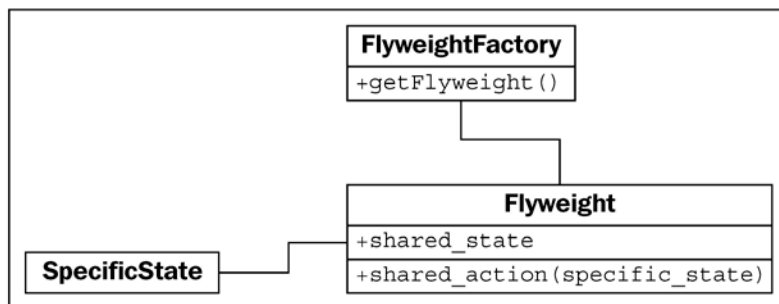 FlyweightFactory
+getFlyweight()
Flyweight
+shared_state
+shared_action(specific_state)
SpecificState